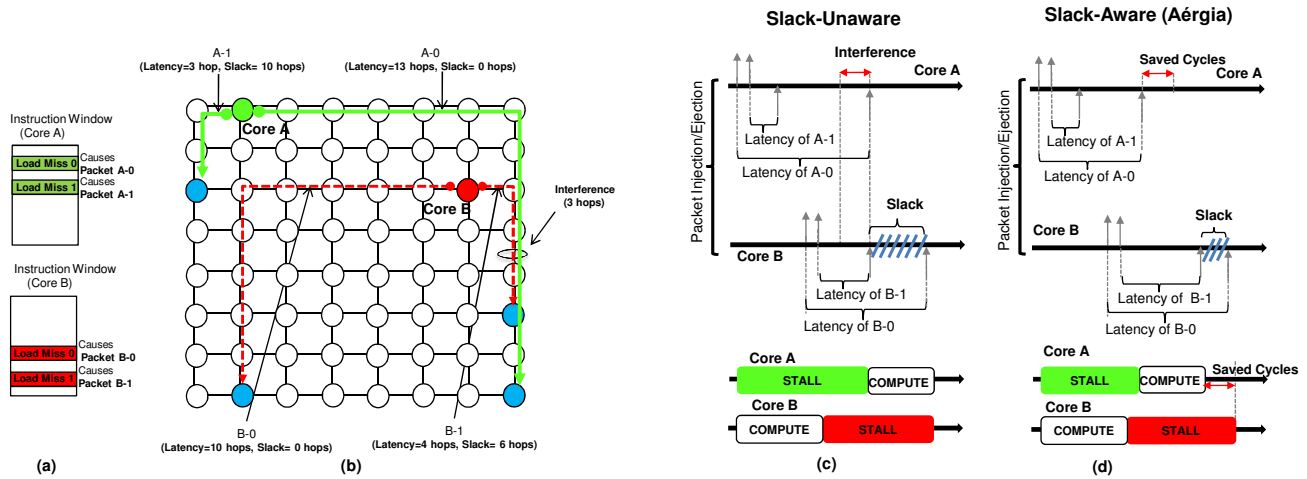 Instruction Window
(Core A)
Load Miss 0
Causes
Packet A-0
Load Miss 1
Causes
Packet A-1
Instruction Window
(Core B)
Load Miss 0
Causes
Packet B-0
Load Miss 1
Causes
Packet B-1
(a)
A-1
(Latency=3 hop, Slack= 10 hops)
A-0
(Latency=13 hops, Slack= 0 hops)
Core A
Core B
Interference
(3 hops)
B-0
(Latency=10 hops, Slack= 0 hops)
B-1
(Latency=4 hops, Slack= 6 hops)
(b)
Slack-Unaware
Packet Injection/Ejection
Interference
Core A
Latency of A-1
Latency of A-0
Slack
Core B
Latency of B-1
Latency of B-0
Core A
STALL
COMPUTE
Core B
COMPUTE
STALL
(c)
Slack-Aware (Aérgia)
Packet Injection/Ejection
Saved Cycles
Core A
Latency of A-1
Latency of A-0
Slack
Core B
Latency of B-1
Latency of B-0
Core A
STALL
COMPUTE
Saved Cycles
Core B
COMPUTE
STALL
(d)